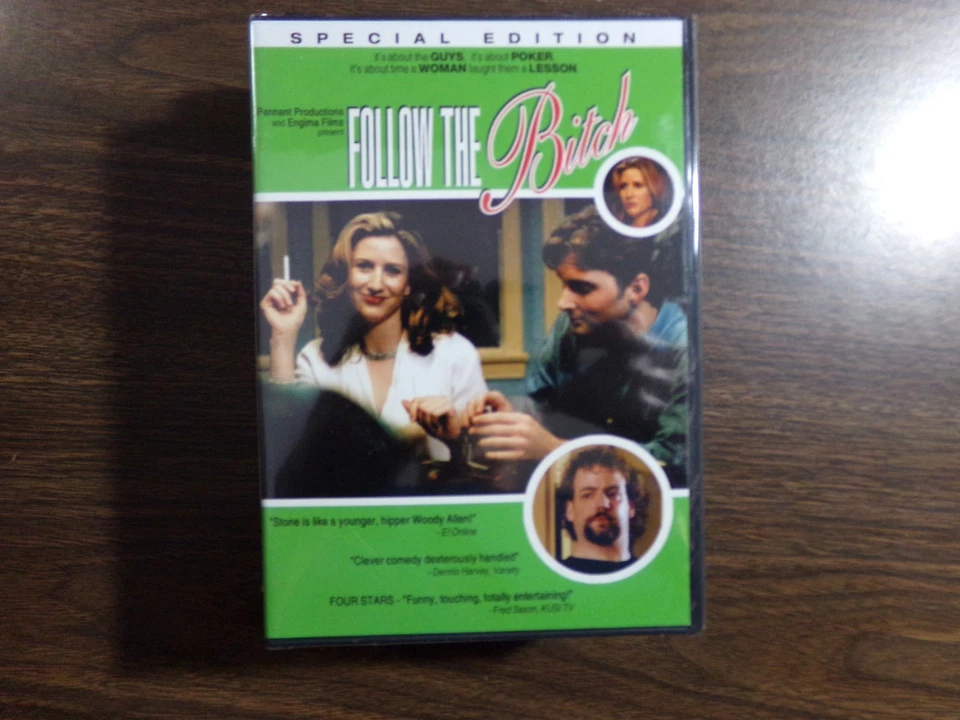 SPECIAL EDITION
it's about the GUYS, it's about POKER,
it's about time a WOMAN taught them a LESSON
Pennant Productions
and Engima Films
present
FOLLOW THE Bitch
"Stone is like a younger, hipper Woody Allen!"
- E! Online
"Clever comedy dexterously handled"
- Dennis Harvey, Variety
FOUR STARS - "Funny, touching, totally entertaining!"
- Fred Saxon, KUSI TV